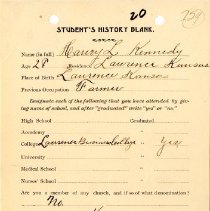 20
759
STUDENT'S HISTORY BLANK.
Name (in full) Harvey L. Kennedy
Age 28 Residence Lawrence Kansas
Place of Birth Lawrence Kansas
Previous Occupation Farmer
Designate each of the following that you have attended by giving name of school, and after "graduated" write "yes" or "no."
High School Graduated
Academy
College Lawrence Business College " Yes
University "
Medical School "
Nurses' School "
Are you a member of any church, and if so of what denomination?
No.